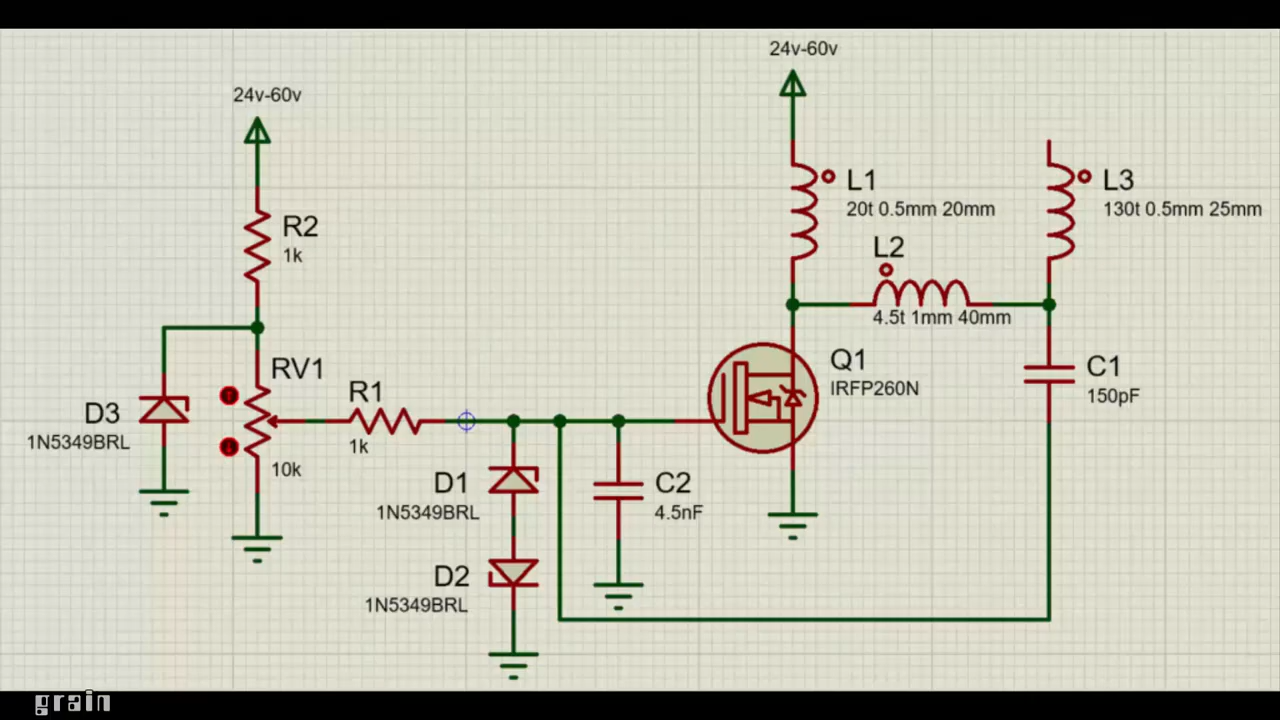 24v-60v
24v-60v
R2
1k
L1
20t 0.5mm 20mm
L3
130t 0.5mm 25mm
L2
4.5t 1mm 40mm
RV1
10k
R1
1k
Q1
IRFP260N
C1
150pF
D3
1N5349BRL
D1
1N5349BRL
C2
4.5nF
D2
1N5349BRL
grain